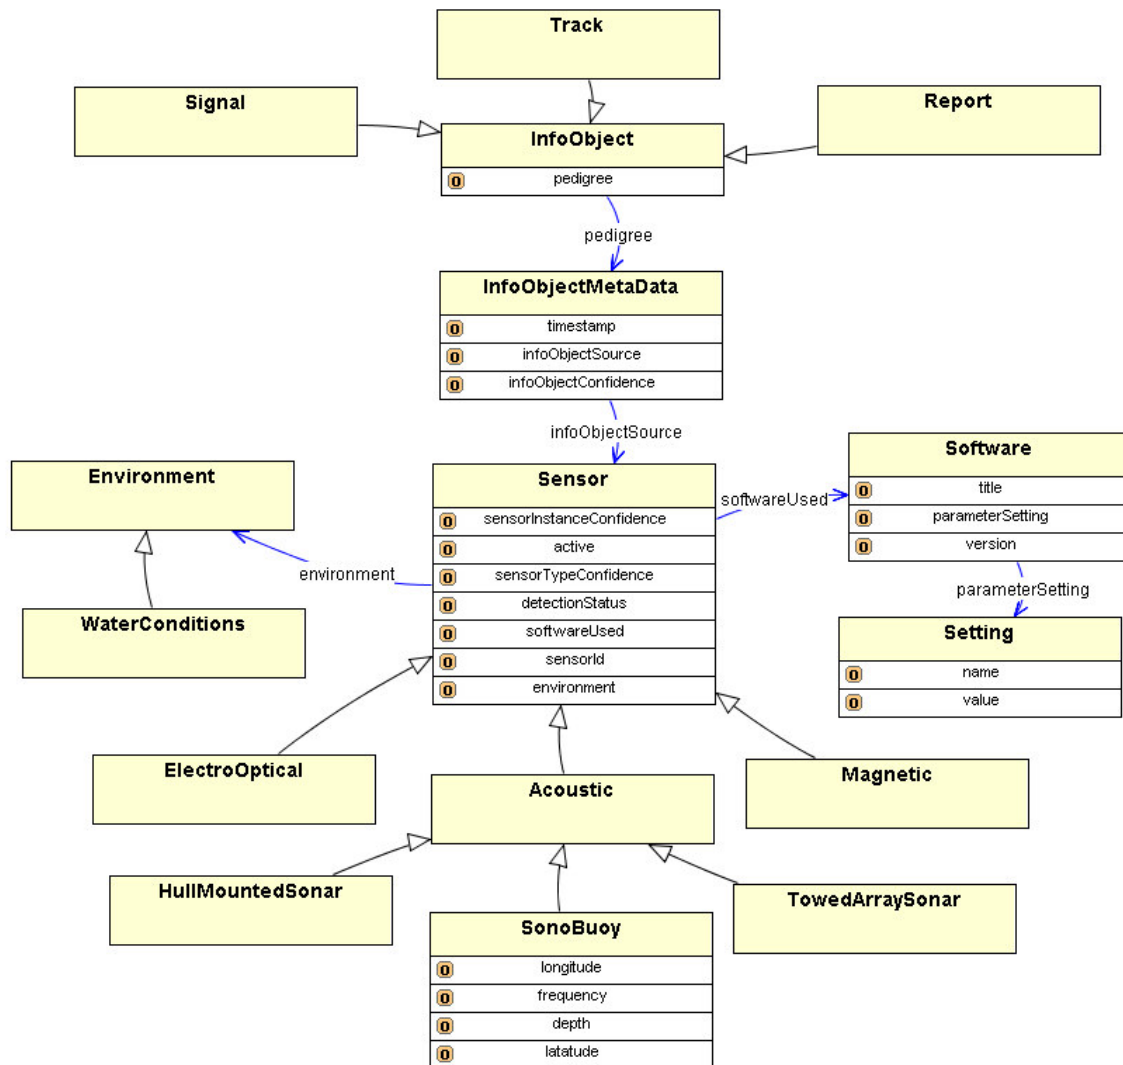 Track
Signal
Report
InfoObject
O pedigree
pedigree
InfoObjectMetaData
O timestamp
O infoObjectSource
O infoObjectConfidence
infoObjectSource
Environment
Sensor
O sensorInstanceConfidence
O active
O sensorTypeConfidence
O detectionStatus
O softwareUsed
O sensorId
O environment
softwareUsed
Software
O title
O parameterSetting
O version
environment
parameterSetting
WaterConditions
Setting
O name
O value
ElectroOptical
Acoustic
Magnetic
HullMountedSonar
SonoBuoy
O longitude
O frequency
O depth
O latatude
TowedArraySonar